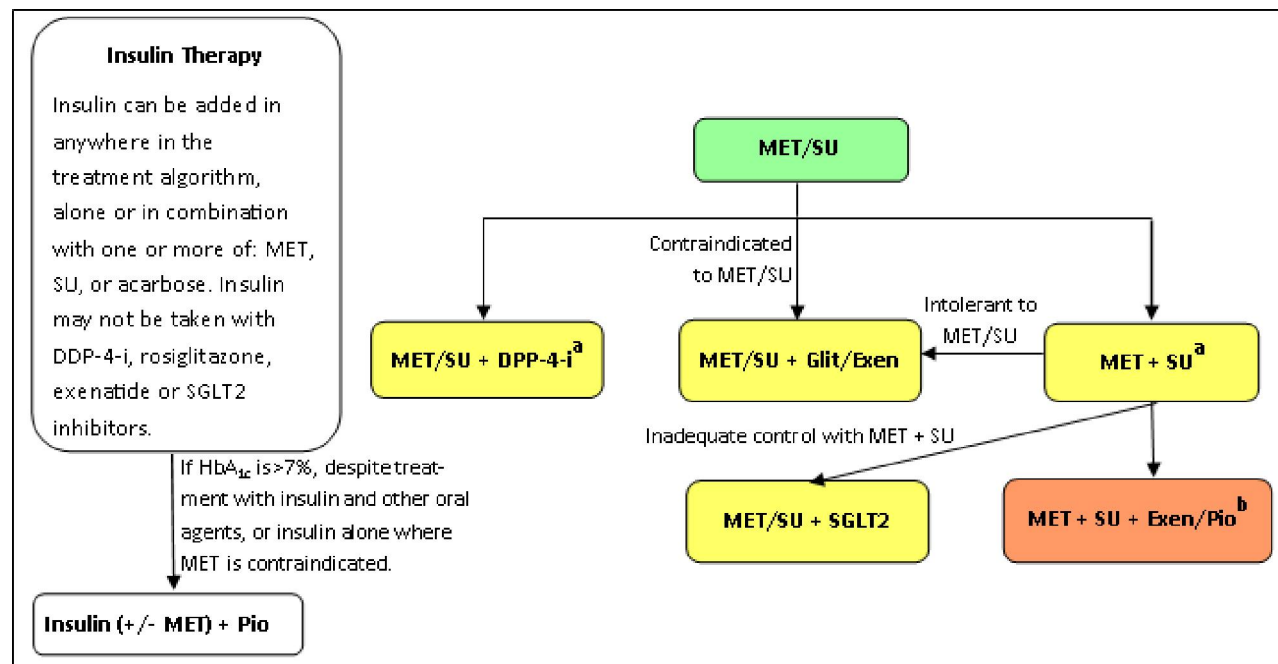 Insulin Therapy
Insulin can be added in
anywhere in the
treatment algorithm,
alone or in combination
with one or more of: MET,
SU, or acarbose. Insulin
may not be taken with
DDP-4-i, rosiglitazone,
exenatide or SGLT2
inhibitors.
If HbA1c is>7%, despite treat-
ment with insulin and other oral
agents, or insulin alone where
MET is contraindicated.
Insulin (+/- MET) + Pio
MET/SU
Contraindicated
to MET/SU
Intolerant to
MET/SU
MET/SU + DPP-4-i a
MET/SU + Glit/Exen
MET + SU a
Inadequate control with MET + SU
MET/SU + SGLT2
MET + SU + Exen/Pio b